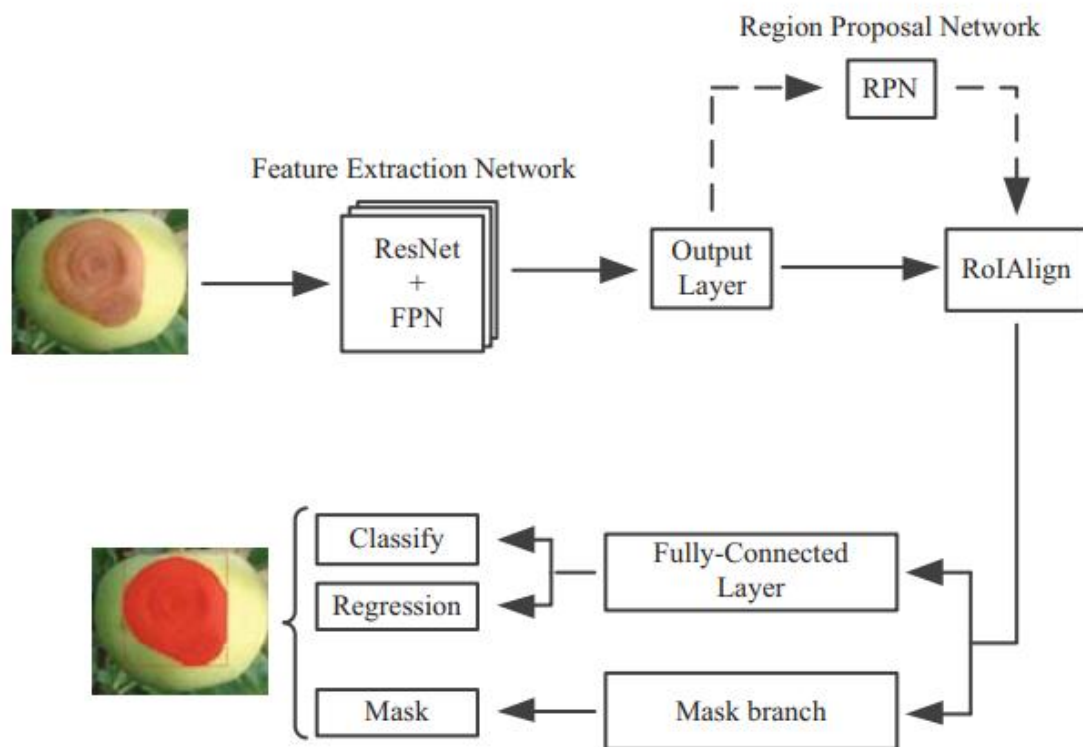 Region Proposal Network
RPN
Feature Extraction Network
ResNet
+
FPN
Output
Layer
RoIAlign
Classify
Regression
Mask
Fully-Connected
Layer
Mask branch